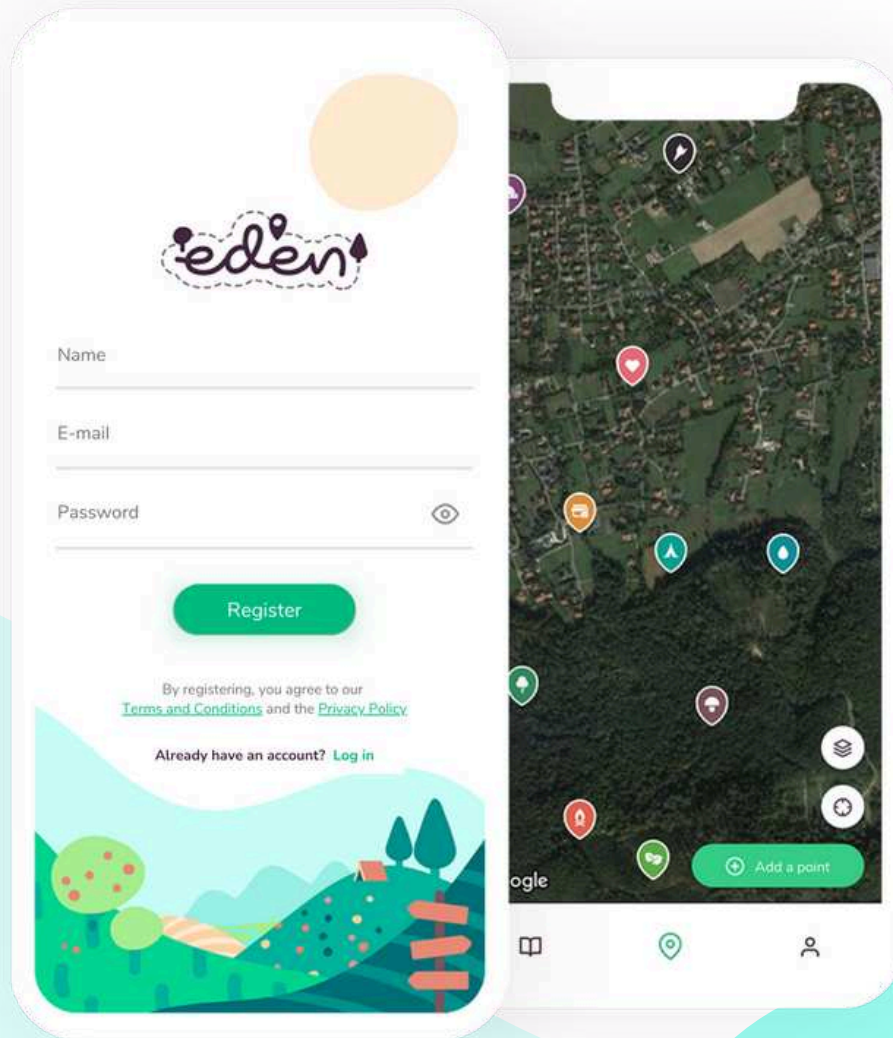 eden
Name
E-mail
Password
Register
By registering, you agree to our
Terms and Conditions and the Privacy Policy
Already have an account? Log in
ogle
Add a point